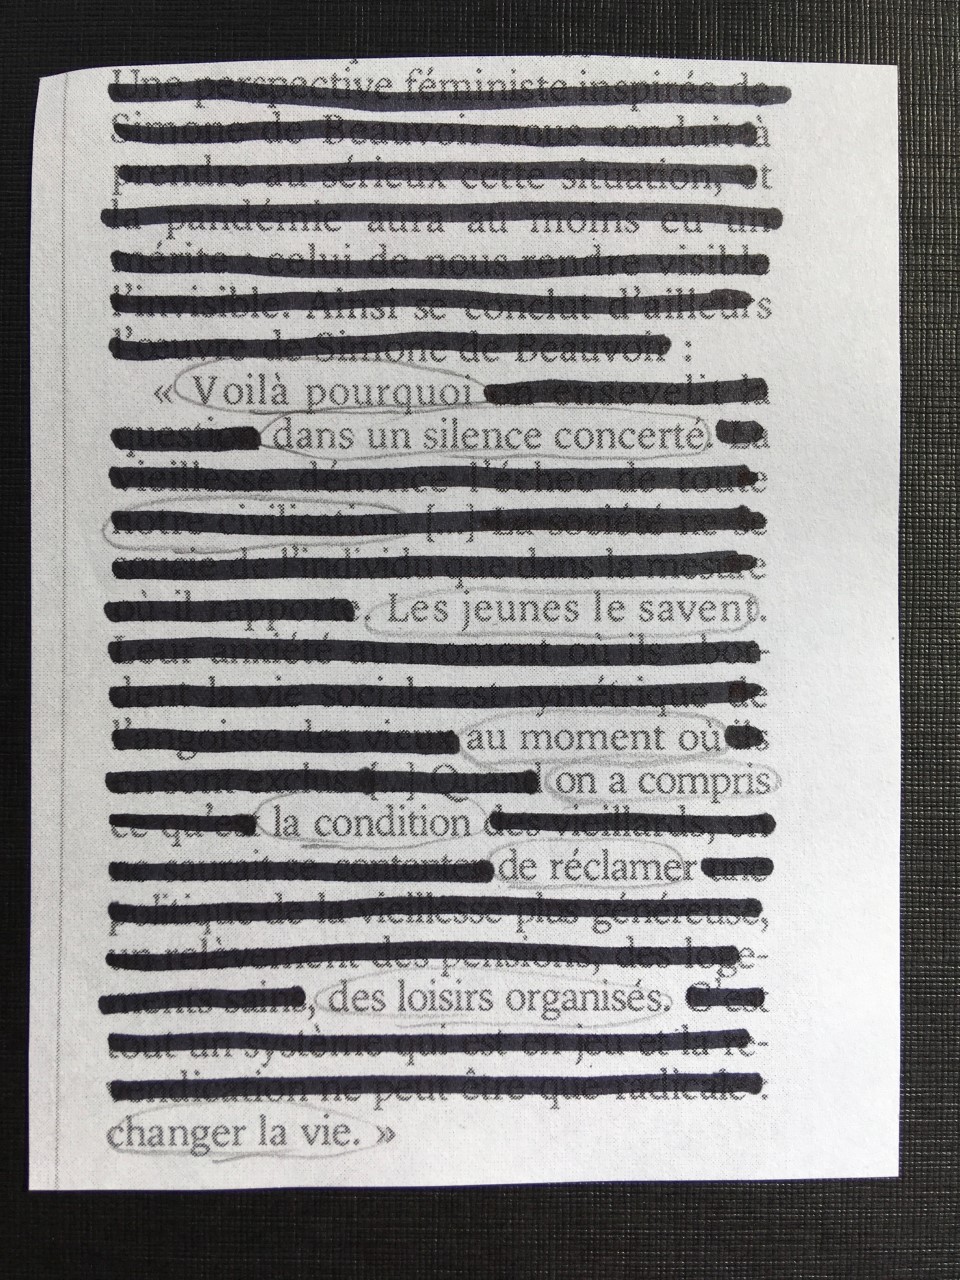 Une perspective féministe inspirée de
Simone de Beauvoir nous conduit à
prendre au sérieux cette situation, et
la pandémie aura au moins eu un
mérite : celui de nous rendre visible
l'invisible. Ainsi se conclut d'ailleurs
l'œuvre de Simone de Beauvoir :
« Voilà pourquoi on ensevelit la
question dans un silence concerté. La
vieillesse dénonce l'échec de toute
notre civilisation. [...] La société ne se
soucie de l'individu que dans la mesure
où il rapporte. Les jeunes le savent.
Leur anxiété au moment où ils abor-
dent la vie sociale est symétrique de
l'angoisse des vieux au moment où ils
en sont exclus [...] Quand on a compris
ce qu'est la condition des vieillards, on
ne saurait se contenter de réclamer une
politique de la vieillesse plus généreuse,
un relèvement des pensions, des loge-
ments sains, des loisirs organisés. C'est
tout un système qui est en jeu et la re-
vendication ne peut être que radicale :
changer la vie. »